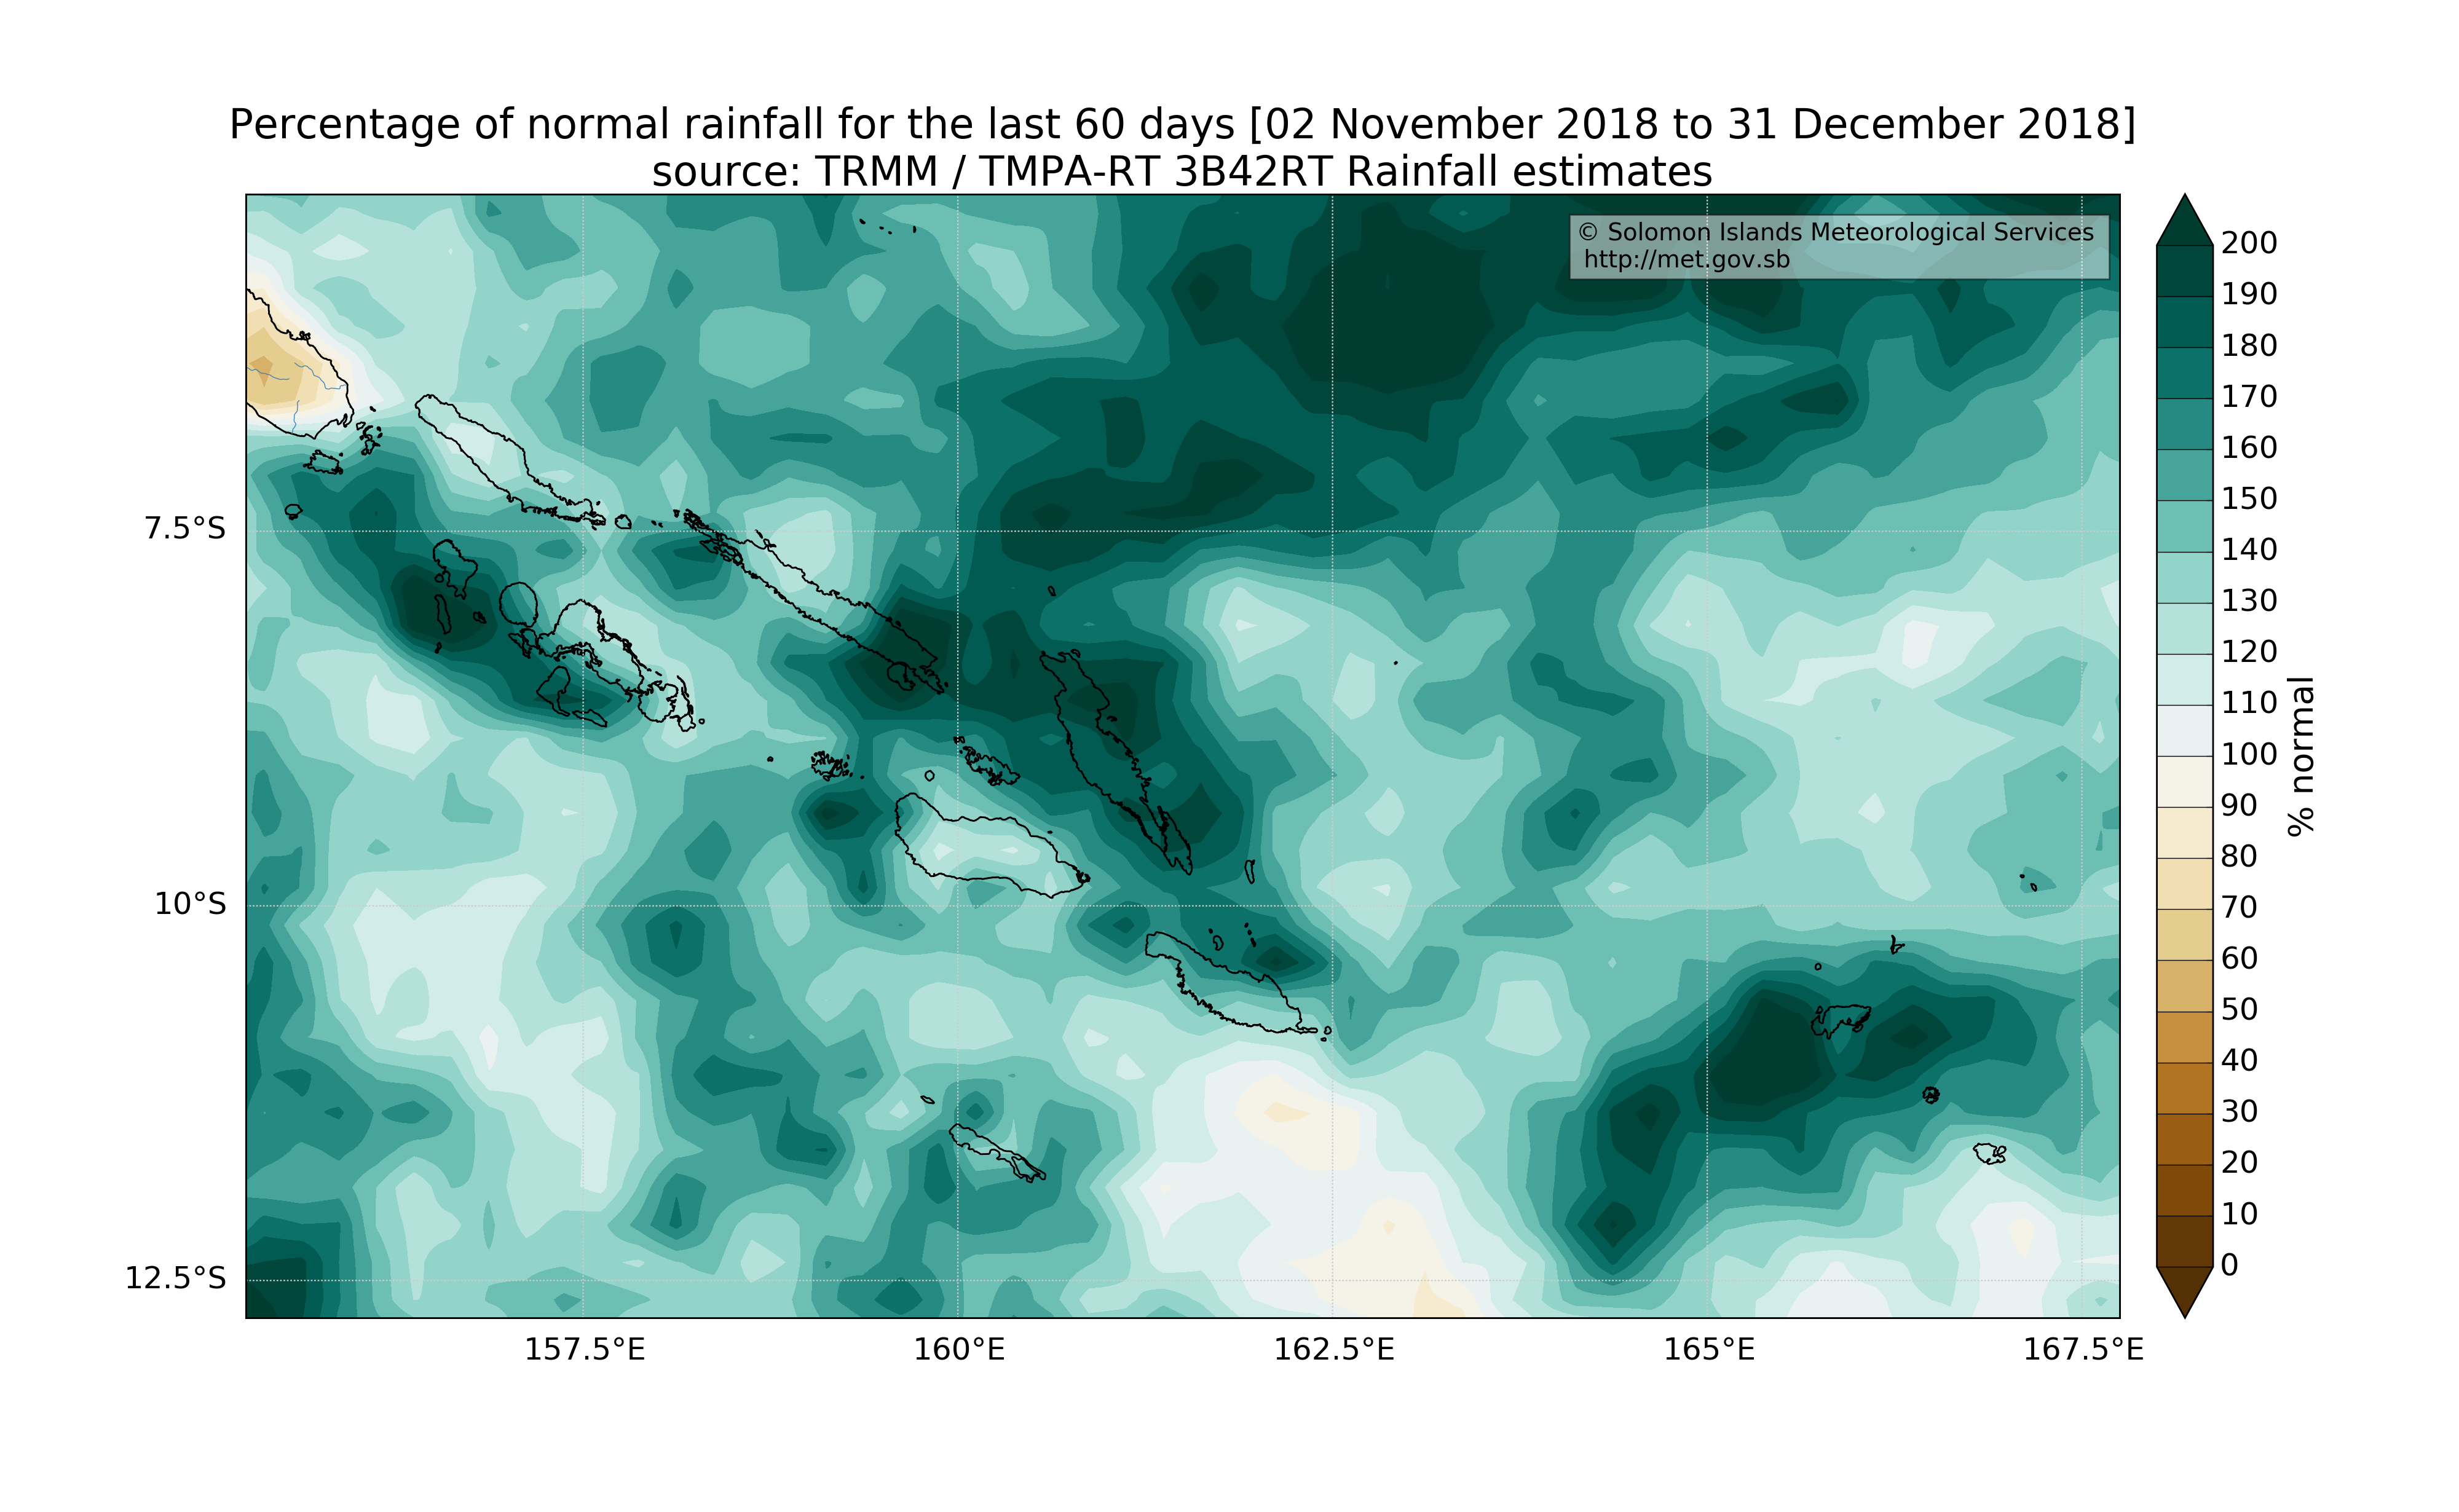 Percentage of normal rainfall for the last 60 days [02 November 2018 to 31 December 2018]
source: TRMM / TMPA-RT 3B42RT Rainfall estimates
© Solomon Islands Meteorological Services
http://met.gov.sb
7.5°S
10°S
12.5°S
157.5°E
160°E
162.5°E
165°E
167.5°E
200
190
180
170
160
150
140
130
120
110
100
90
80
70
60
50
40
30
20
10
0
% normal